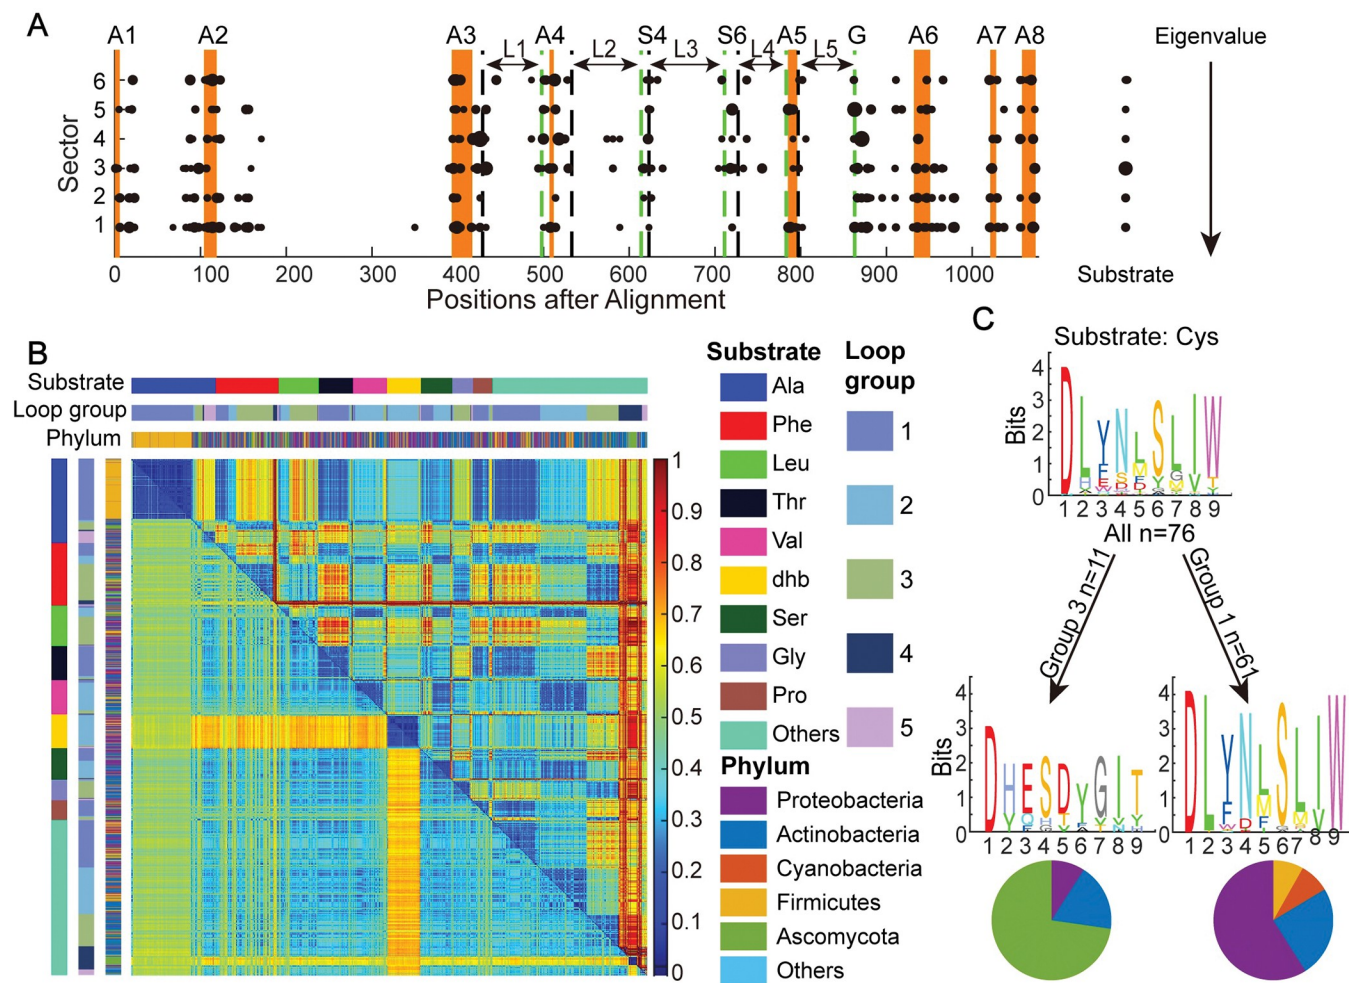 A
A1 A2 A3 A4 S4 S6 A5 G A6 A7 A8
L1 L2 L3 L4 L5
Eigenvalue
Sector
6
5
4
3
2
1
0 100 200 300 400 500 600 700 800 900 1000
Positions after Alignment
Substrate
B
Substrate
Loop group
Phylum
1
0.9
0.8
0.7
0.6
0.5
0.4
0.3
0.2
0.1
0
Substrate
Ala
Phe
Leu
Thr
Val
dhb
Ser
Gly
Pro
Others
Loop
group
1
2
3
4
5
Phylum
Proteobacteria
Actinobacteria
Cyanobacteria
Firmicutes
Ascomycota
Others
C
Substrate: Cys
Bits
4
3
2
1
0
1 2 3 4 5 6 7 8 9
All n=76
Group 3 n=11
Group 1 n=61
Bits
4
3
2
1
0
1 2 3 4 5 6 7 8 9
4
3
2
1
0
1 2 3 4 5 6 7 8 9